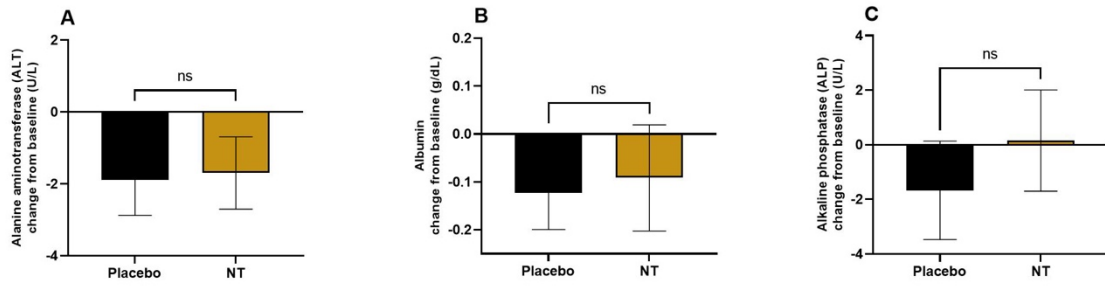 A
Alanine aminotransferase (ALT)
change from baseline (U/L)
2
0
-2
-4
ns
Placebo NT
B
Albumin
change from baseline (g/dL)
0.2
0.1
0.0
-0.1
-0.2
ns
Placebo NT
C
Alkaline phosphatase (ALP)
change from baseline (U/L)
4
2
0
-2
-4
ns
Placebo NT